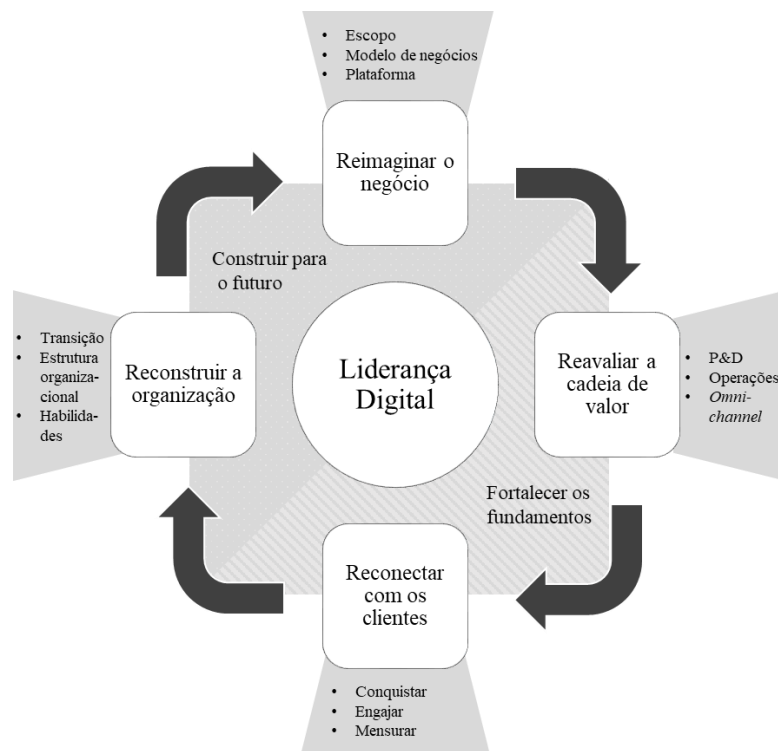 • Escopo
• Modelo de negócios
• Plataforma
Reimaginar o
negócio
Construir para
o futuro
• Transição
• Estrutura
organiza-
cional
• Habilida-
des
Reconstruir a
organização
Liderança
Digital
Reavaliar a
cadeia de
valor
• P&D
• Operações
• Omni-
channel
Fortalecer os
fundamentos
Reconectar
com os
clientes
• Conquistar
• Engajar
• Mensurar